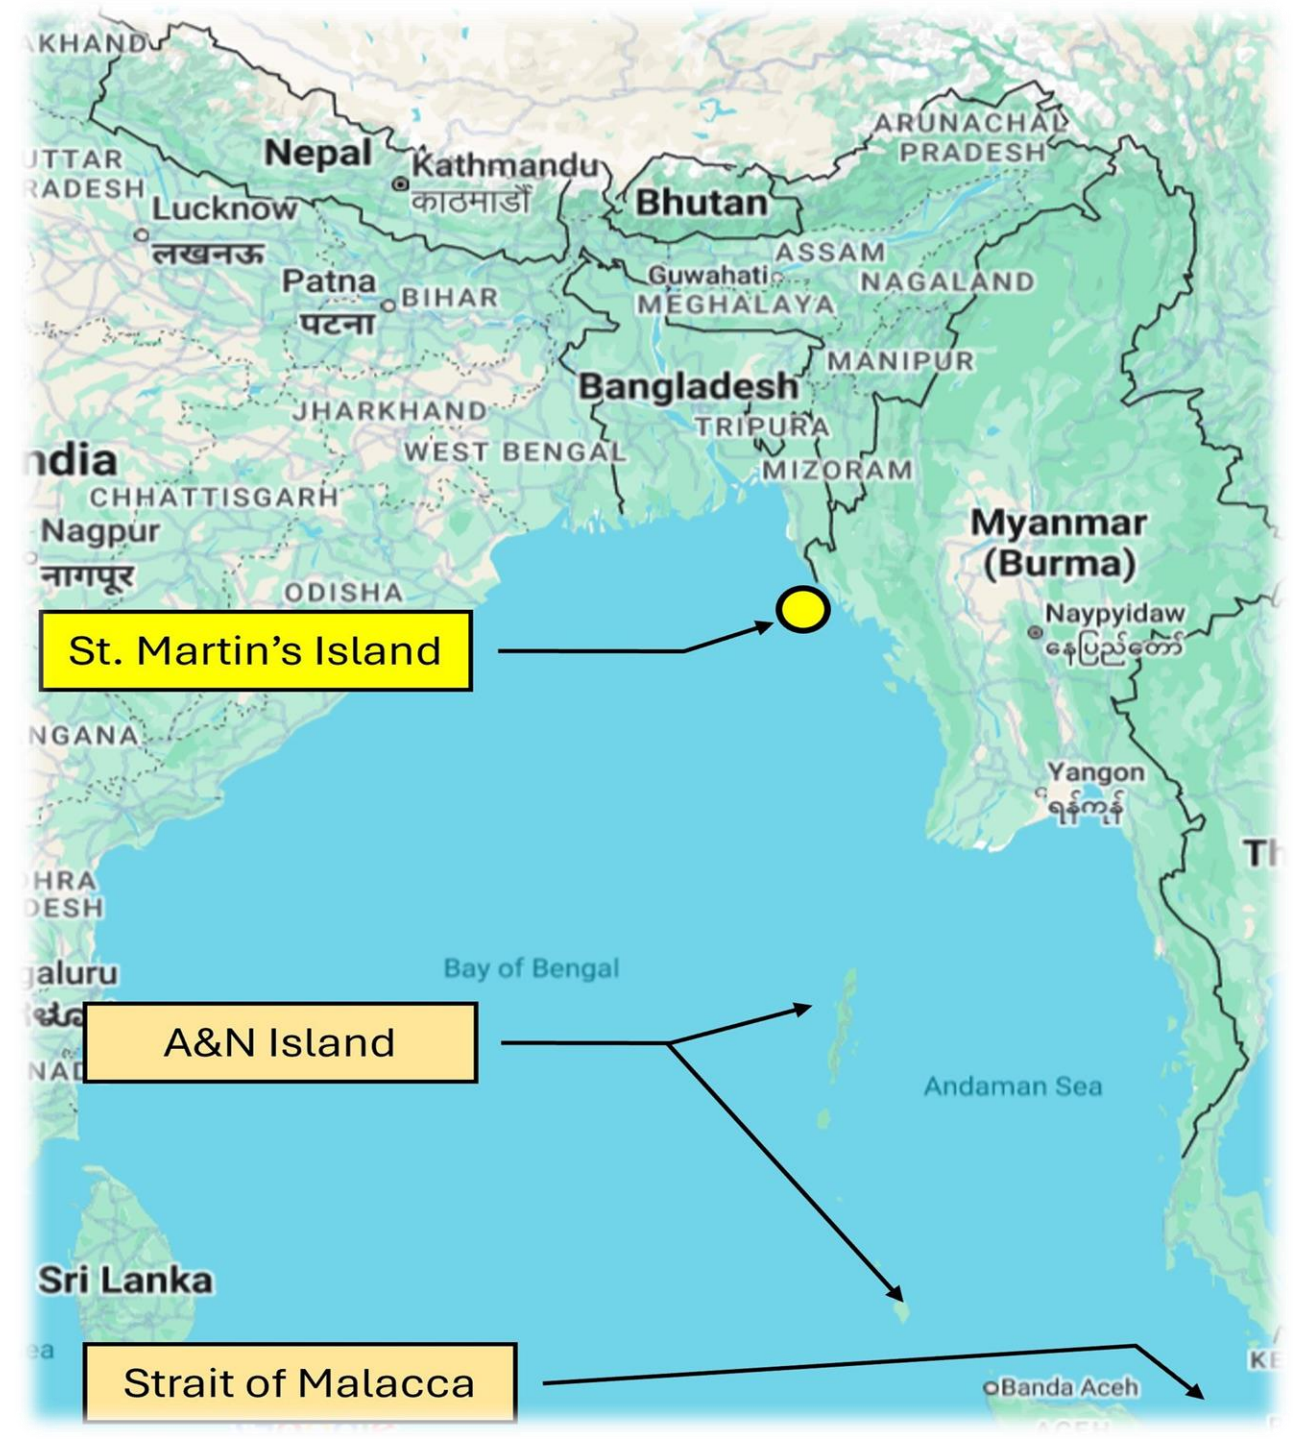 AKHAND
Nepal
Kathmandu
काठमाडौँ
ARUNACHAL
PRADESH
UTTAR
RADESH
Lucknow
लखनऊ
Bhutan
ASSAM
Patna
पटना
BIHAR
Guwahati
MEGHALAYA
NAGALAND
MANIPUR
Bangladesh
JHARKHAND
TRIPURA
WEST BENGAL
MIZORAM
ndia
CHHATTISGARH
Nagpur
नागपूर
Myanmar
(Burma)
ODISHA
Naypyidaw
နေပြည်တော်
St. Martin's Island
NGANA
Yangon
ရန်ကုန်
Th
HRA
DESH
Bay of Bengal
galuru
A&N Island
NAD
Andaman Sea
Sri Lanka
ea
KE
Strait of Malacca
Banda Aceh
ACEH